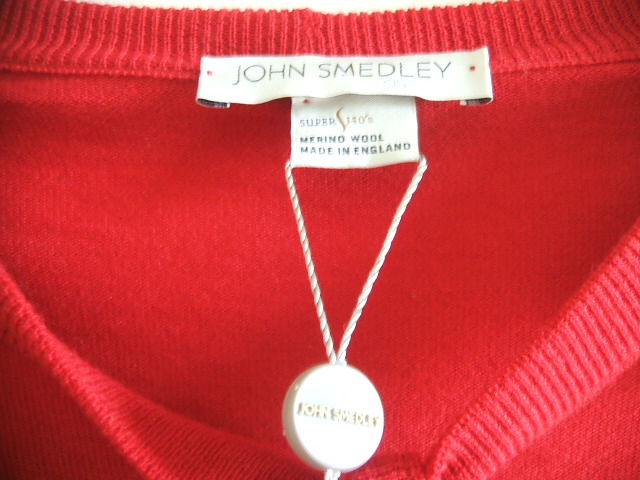 JOHN SMEDLEY
SUPER 140's
MERINO WOOL
MADE IN ENGLAND
JOHN SMEDLEY